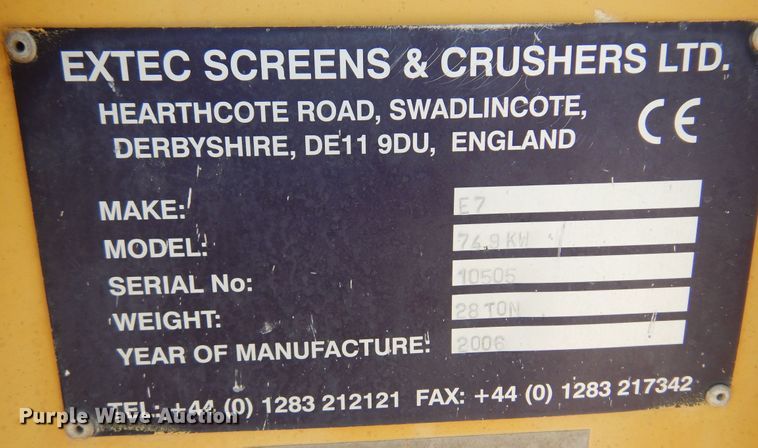 EXTEC SCREENS & CRUSHERS LTD.
HEARTHCOTE ROAD, SWADLINCOTE,
DERBYSHIRE, DE11 9DU, ENGLAND
CE
MAKE: E7
MODEL: 74.9 KW
SERIAL No: 10505
WEIGHT: 28 TON
YEAR OF MANUFACTURE: 2006
TEL: +44 (0) 1283 212121 FAX: +44 (0) 1283 217342
Purple Wave Auction